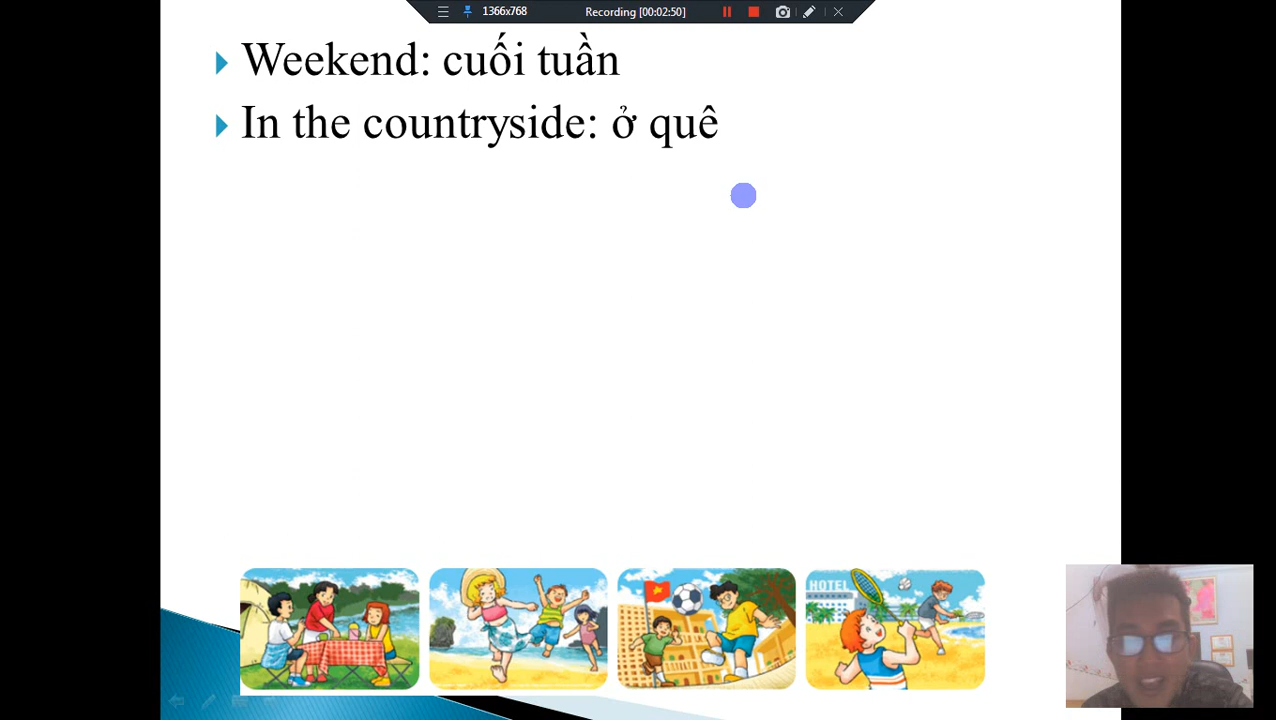 1366x768 Recording [00:02:50]
Weekend: cuối tuần
In the countryside: ở quê
HOTEL